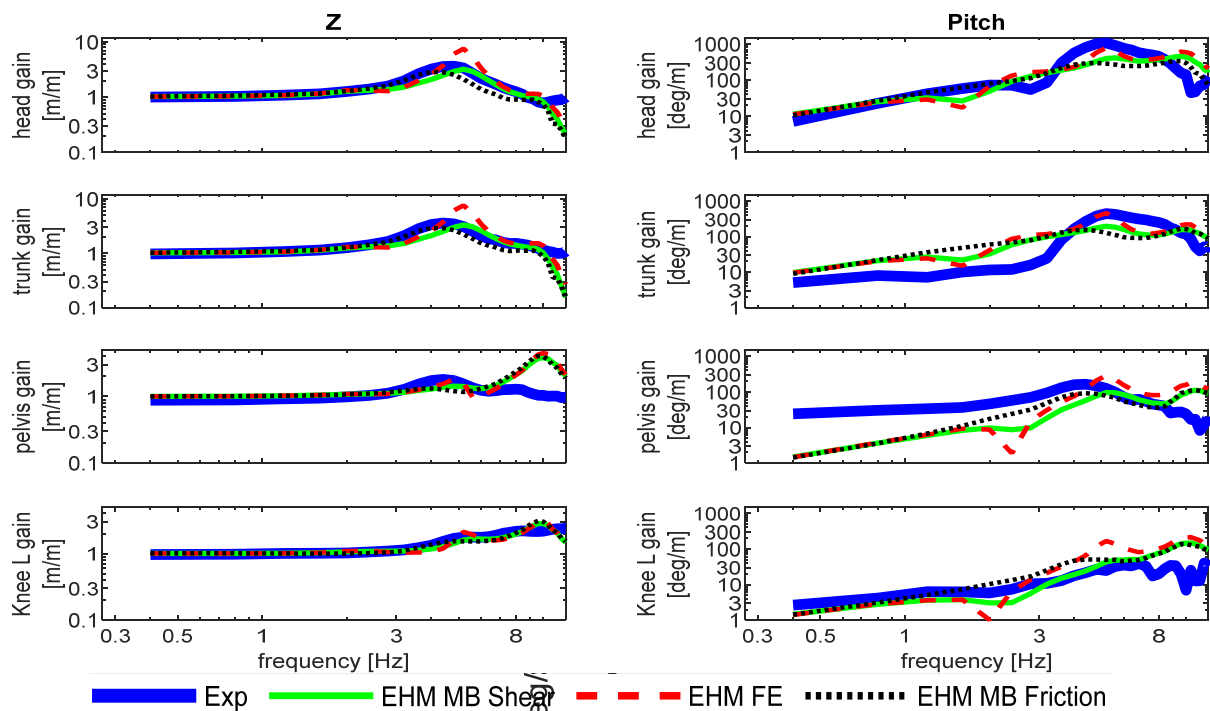 Z
Pitch
head gain
[m/m]
10
3
1
0.3
0.1
head gain
[deg/m]
1000
300
100
30
10
3
1
trunk gain
[m/m]
10
3
1
0.3
0.1
trunk gain
[deg/m]
1000
300
100
30
10
3
1
pelvis gain
[m/m]
3
1
0.3
0.1
pelvis gain
[deg/m]
1000
300
100
30
10
3
1
Knee L gain
[m/m]
3
1
0.3
0.1
Knee L gain
[deg/m]
1000
300
100
30
10
3
1
0.3 0.5 1 3 8
0.3 0.5 1 3 8
frequency [Hz]
frequency [Hz]
Exp EHM MB Shear EHM FE EHM MB Friction